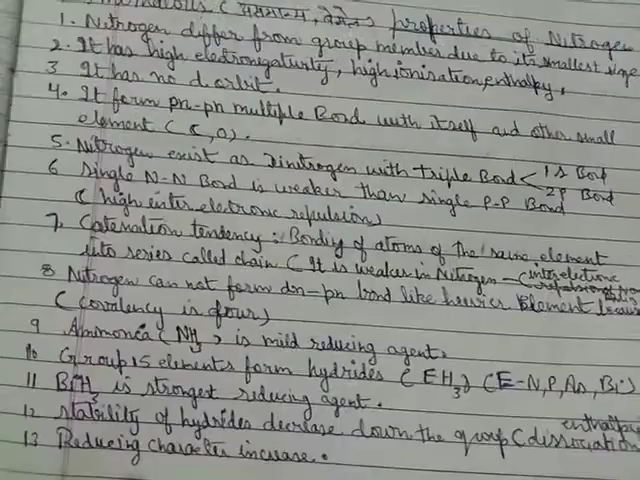 (असामान्य, properties of Nitrogen
1. Nitrogen differ from group member due to its smallest size
2. It has high electronegaturity, high ionisation, enthalpy,
3 It has no d orbit.
4. It form pπ-pπ multiple Bond with itself and other small
element (C, O).
5. Nitrogen exist as Dinitrogen with triple Bond < 1 s Bond
2 p Bond
6 Single N-N Bond is weaker than single P-P Bond
( high inter electronic repulsion)
7, Catenation tendency : Bonding of atoms of the same element
into series called chain ( It is weaker in Nitrogen - (interelectronic
8 Nitrogen can not form dπ-pπ bond like heavier Element
(covalency is four)
9 Ammonia (NH3) is mild reducing agent.
10 Group 15 elements form hydrides (EH3) (E-N, P, As, Bi)
11 BiH3 is strongest reducing agent.
12 stability of hydrides decrease down the group (dissociation
enthalpy
13 Reducing character increase.